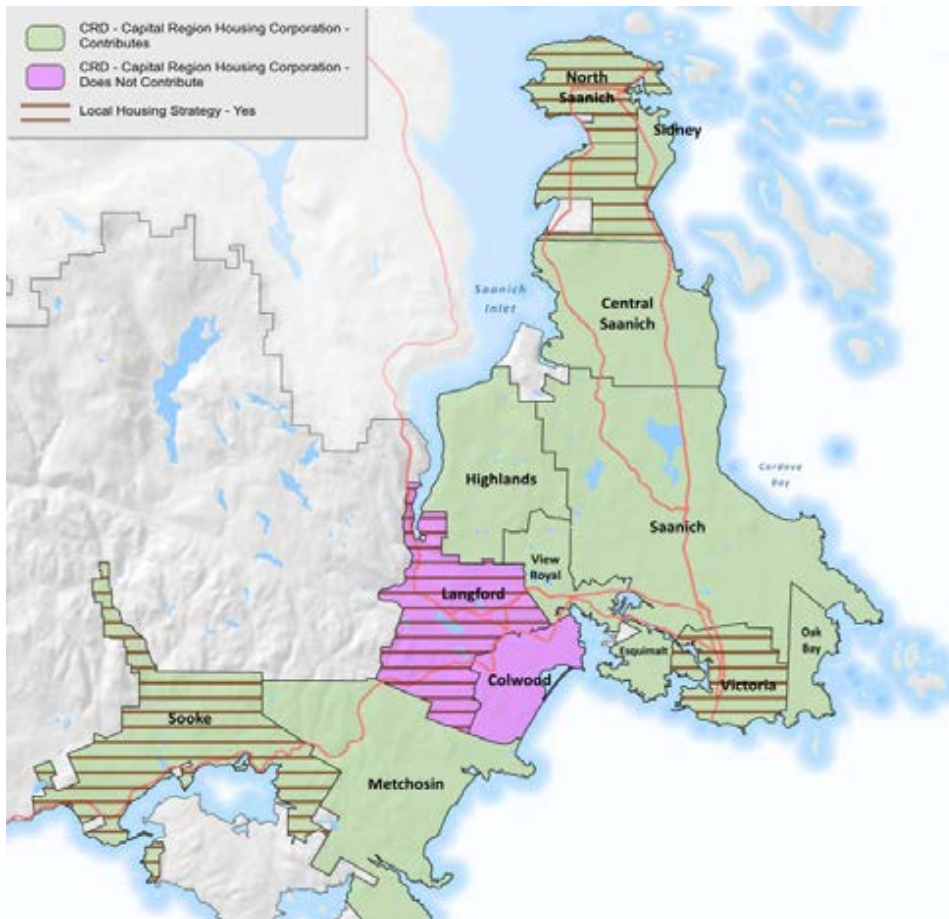 CRD - Capital Region Housing Corporation -
Contributes
CRD - Capital Region Housing Corporation -
Does Not Contribute
Local Housing Strategy - Yes
North
Saanich
Sidney
Saanich
Inlet
Central
Saanich
Highlands
Cordova
Bay
Saanich
View
Royal
Langford
Oak
Bay
Esquimalt
Colwood
Victoria
Sooke
Metchosin